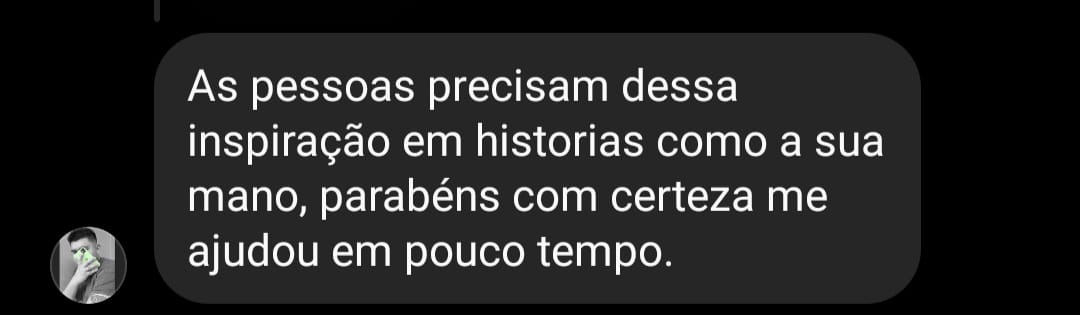 As pessoas precisam dessa
inspiração em historias como a sua
mano, parabéns com certeza me
ajudou em pouco tempo.